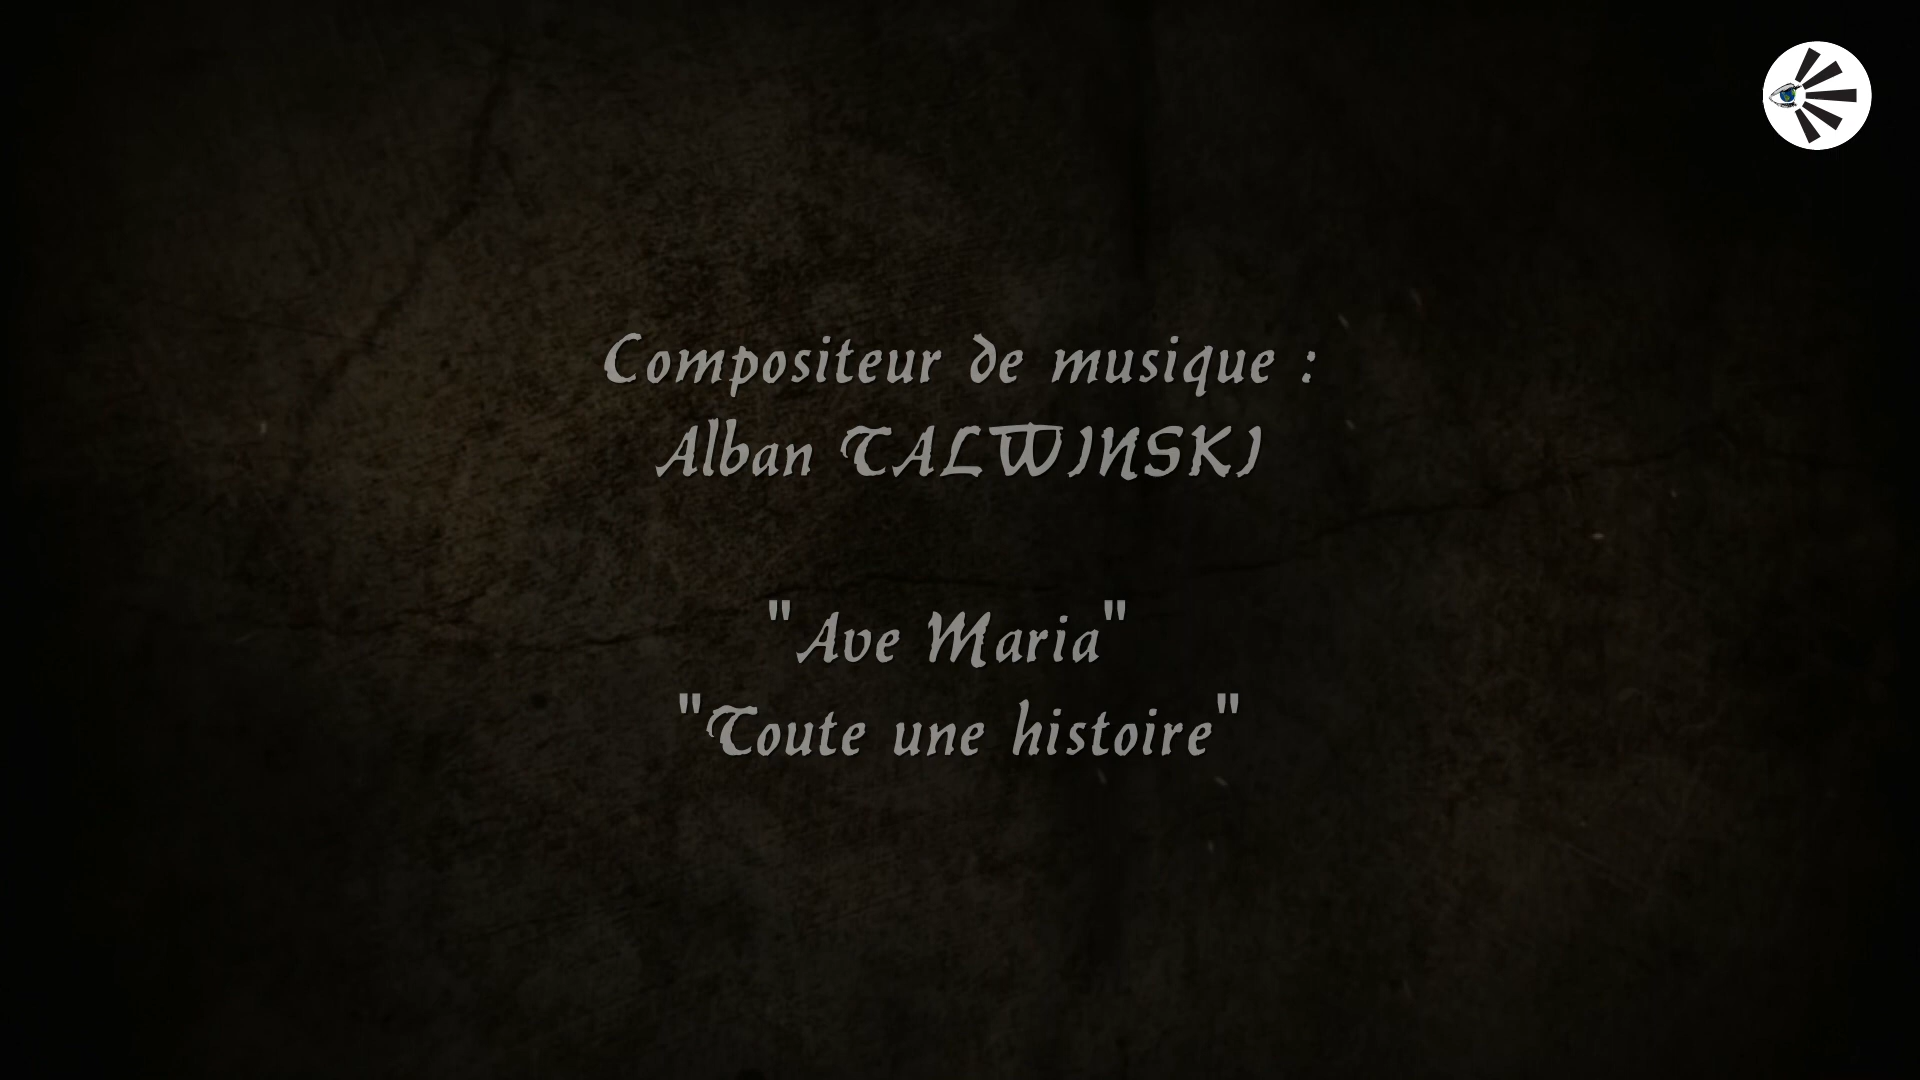 Compositeur de musique :
Alban TALWINSKI
"Ave Maria"
"Toute une histoire"